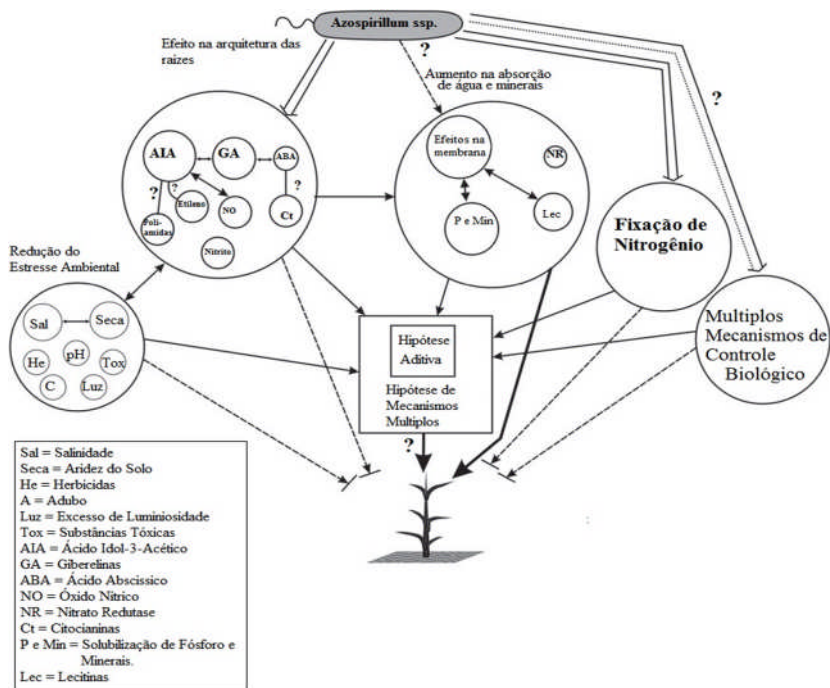 Azospirillum ssp.
Efeito na arquitetura das
raizes
?
Aumento na absorção
de água e minerais
?
AIA
GA
ABA
?
?
?
Etileno
NO
Ct
Poli-
amidas
Nitrito
Efeitos na
membrana
NR
P e Min
Lec
Fixação de
Nitrogênio
Redução do
Estresse Ambiental
Sal
Seca
He
pH
Tox
C
Luz
Hipótese
Aditiva
Hipótese de
Mecanismos
Multiplos
Multiplos
Mecanismos de
Controle
Biológico
?
Sal = Salinidade
Seca = Aridez do Solo
He = Herbicidas
A = Adubo
Luz = Excesso de Luminiosidade
Tox = Substâncias Tóxicas
AIA = Ácido Idol-3-Acético
GA = Giberelinas
ABA = Ácido Abscissico
NO = Óxido Nítrico
NR = Nitrato Redutase
Ct = Citocianinas
P e Min = Solubilização de Fósforo e
Minerais.
Lec = Lecitinas